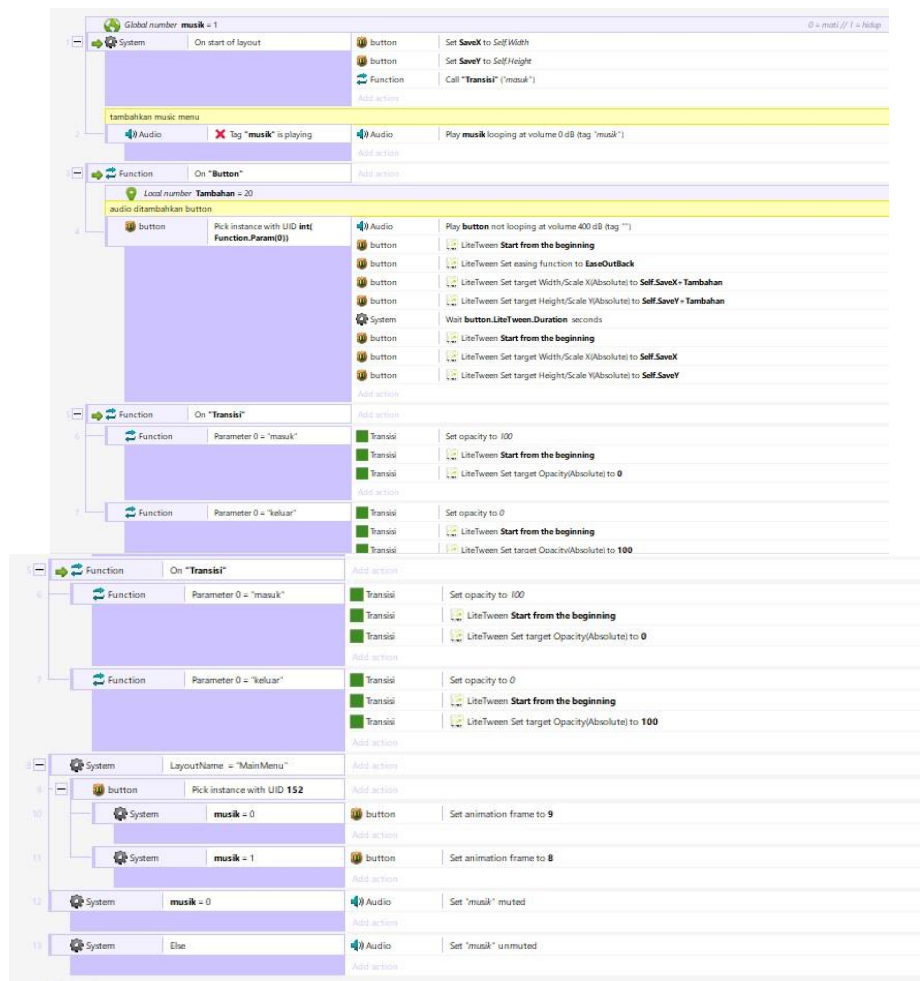 Global number musik = 1 0 = mati // 1 = hidup
1 System On start of layout button Set SaveX to Self.Width
button Set SaveY to Self.Height
Function Call "Transisi" ("masuk")
Add action
tambahkan music menu
2 Audio Tag "musik" is playing Audio Play musik looping at volume 0 dB (tag "musik")
Add action
3 Function On "Button" Add action
Local number Tambahan = 20
audio ditambahkan button
4 button Pick instance with UID int( Audio Play button not looping at volume 400 dB (tag "")
Function.Param(0)) button LiteTween Start from the beginning
button LiteTween Set easing function to EaseOutBack
button LiteTween Set target Width/Scale X(Absolute) to Self.SaveX+Tambahan
button LiteTween Set target Height/Scale Y(Absolute) to Self.SaveY+Tambahan
System Wait button.LiteTween.Duration seconds
button LiteTween Start from the beginning
button LiteTween Set target Width/Scale X(Absolute) to Self.SaveX
button LiteTween Set target Height/Scale Y(Absolute) to Self.SaveY
Add action
5 Function On "Transisi" Add action
6 Function Parameter 0 = "masuk" Transisi Set opacity to 100
Transisi LiteTween Start from the beginning
Transisi LiteTween Set target Opacity(Absolute) to 0
Add action
7 Function Parameter 0 = "keluar" Transisi Set opacity to 0
Transisi LiteTween Start from the beginning
Transisi LiteTween Set target Opacity(Absolute) to 100
5 Function On "Transisi" Add action
6 Function Parameter 0 = "masuk" Transisi Set opacity to 100
Transisi LiteTween Start from the beginning
Transisi LiteTween Set target Opacity(Absolute) to 0
Add action
7 Function Parameter 0 = "keluar" Transisi Set opacity to 0
Transisi LiteTween Start from the beginning
Transisi LiteTween Set target Opacity(Absolute) to 100
Add action
8 System LayoutName = "MainMenu" Add action
9 button Pick instance with UID 152 Add action
10 System musik = 0 button Set animation frame to 9
Add action
11 System musik = 1 button Set animation frame to 8
Add action
12 System musik = 0 Audio Set "musik" muted
Add action
13 System Else Audio Set "musik" unmuted
Add action